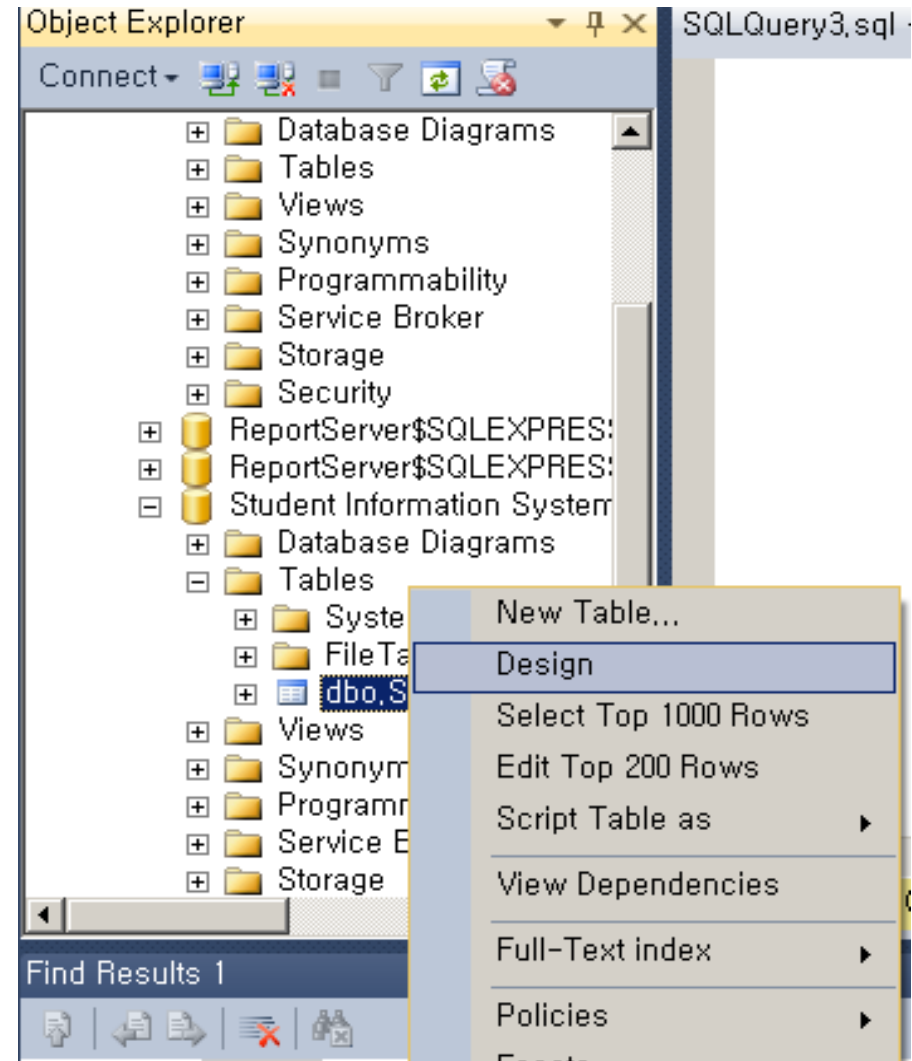 Object Explorer
SQLQuery3.sql
Connect
Database Diagrams
Tables
Views
Synonyms
Programmability
Service Broker
Storage
Security
ReportServer$SQLEXPRES
ReportServer$SQLEXPRES
Student Information System
Database Diagrams
Tables
Syste
FileTa
dbo.S
Views
Synonym
Program
Service
Storage
New Table...
Design
Select Top 1000 Rows
Edit Top 200 Rows
Script Table as
View Dependencies
Full-Text index
Policies
Find Results 1